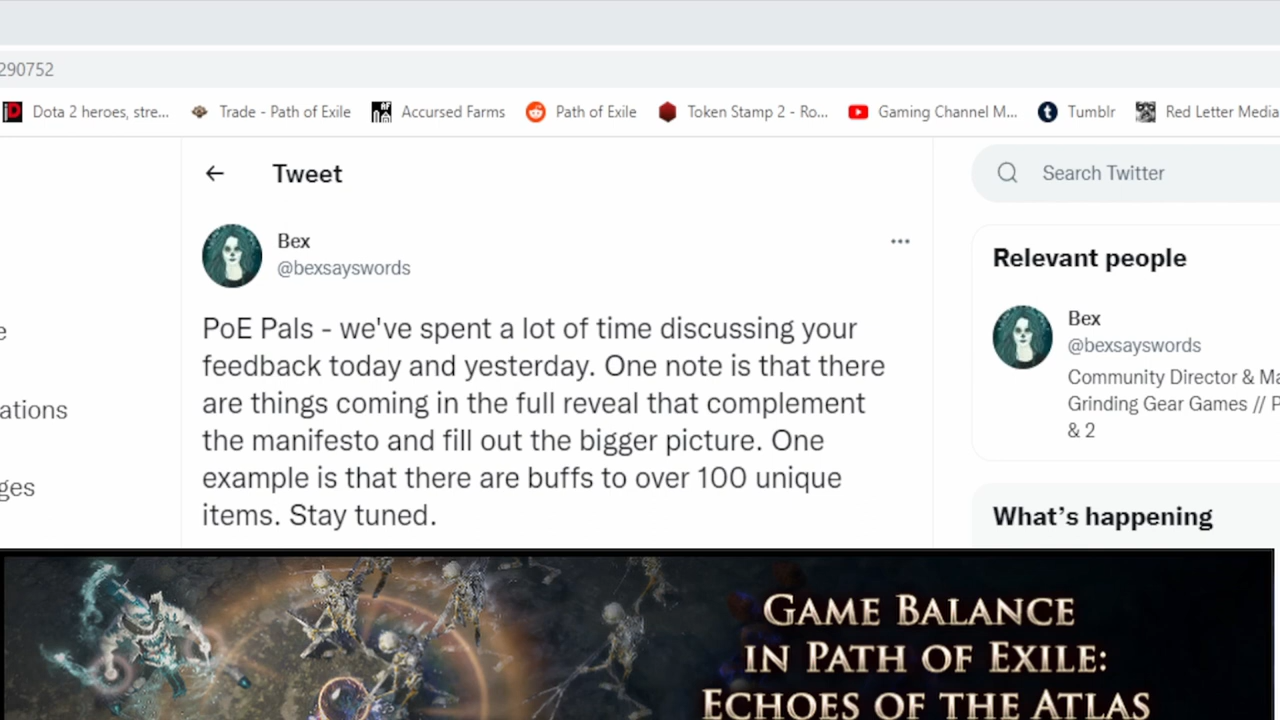 290752
Dota 2 heroes, stre... Trade - Path of Exile Accursed Farms Path of Exile Token Stamp 2 - Ro... Gaming Channel M... Tumblr Red Letter Media
Tweet
Search Twitter
Bex
@bexsayswords
PoE Pals - we've spent a lot of time discussing your
feedback today and yesterday. One note is that there
are things coming in the full reveal that complement
the manifesto and fill out the bigger picture. One
example is that there are buffs to over 100 unique
items. Stay tuned.
Relevant people
Bex
@bexsayswords
Community Director & Ma
Grinding Gear Games // P
& 2
What's happening
e
ations
ges
GAME BALANCE
IN PATH OF EXILE:
ECHOES OF THE ATLAS